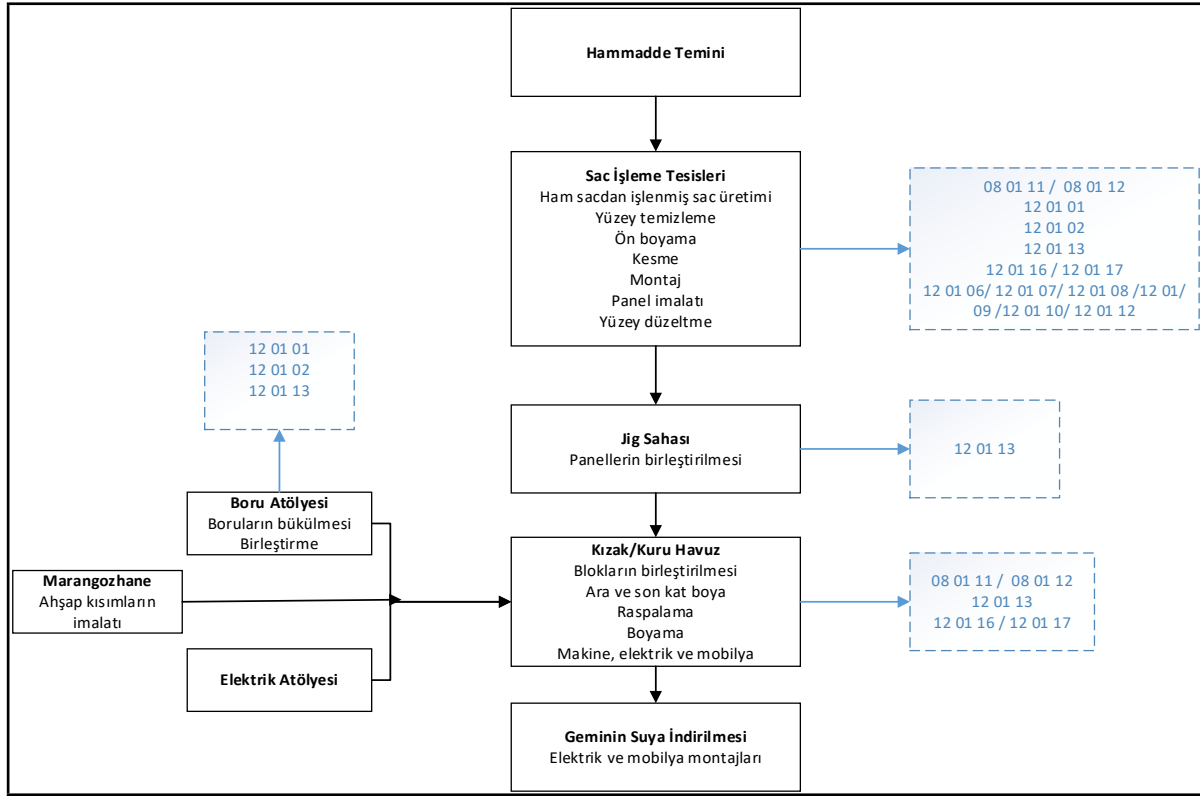 Hammadde Temini
Sac İşleme Tesisleri
Ham sacdan işlenmiş sac üretimi
Yüzey temizleme
Ön boyama
Kesme
Montaj
Panel imalatı
Yüzey düzeltme
08 01 11 / 08 01 12
12 01 01
12 01 02
12 01 13
12 01 16 / 12 01 17
12 01 06/ 12 01 07/ 12 01 08 /12 01/
09 /12 01 10/ 12 01 12
12 01 01
12 01 02
12 01 13
Jig Sahası
Panellerin birleştirilmesi
12 01 13
Boru Atölyesi
Boruların bükülmesi
Birleştirme
Marangozhane
Ahşap kısımların
imalatı
Elektrik Atölyesi
Kızak/Kuru Havuz
Blokların birleştirilmesi
Ara ve son kat boya
Raspalama
Boyama
Makine, elektrik ve mobilya
08 01 11 / 08 01 12
12 01 13
12 01 16 / 12 01 17
Geminin Suya İndirilmesi
Elektrik ve mobilya montajları